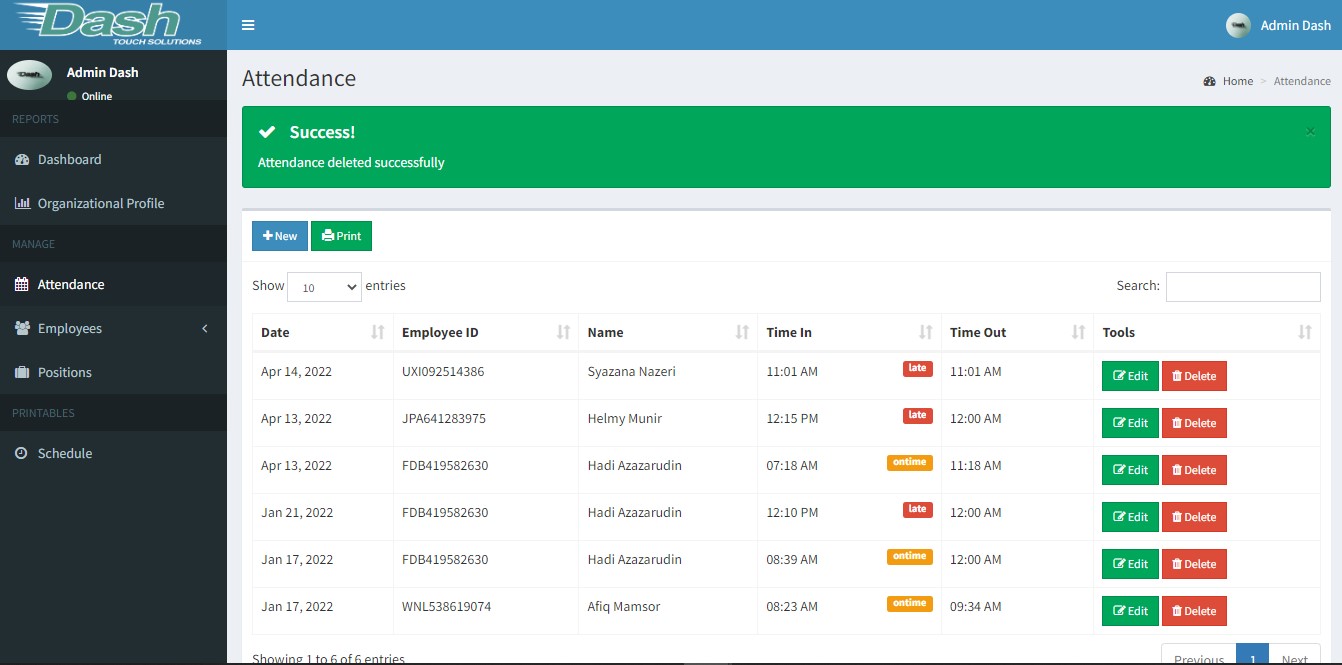 Dash
TOUCH SOLUTIONS
Admin Dash
Admin Dash
Online
REPORTS
Dashboard
Organizational Profile
MANAGE
Attendance
Employees
Positions
PRINTABLES
Schedule
Attendance
Home > Attendance
Success! ×
Attendance deleted successfully
New Print
Show 10 entries Search:
Date Employee ID Name Time In Time Out Tools
Apr 14, 2022 UXI092514386 Syazana Nazeri 11:01 AM late 11:01 AM Edit Delete
Apr 13, 2022 JPA641283975 Helmy Munir 12:15 PM late 12:00 AM Edit Delete
Apr 13, 2022 FDB419582630 Hadi Azazarudin 07:18 AM ontime 11:18 AM Edit Delete
Jan 21, 2022 FDB419582630 Hadi Azazarudin 12:10 PM late 12:00 AM Edit Delete
Jan 17, 2022 FDB419582630 Hadi Azazarudin 08:39 AM ontime 12:00 AM Edit Delete
Jan 17, 2022 WNL538619074 Afiq Mamsor 08:23 AM ontime 09:34 AM Edit Delete
Showing 1 to 6 of 6 entries Previous 1 Next